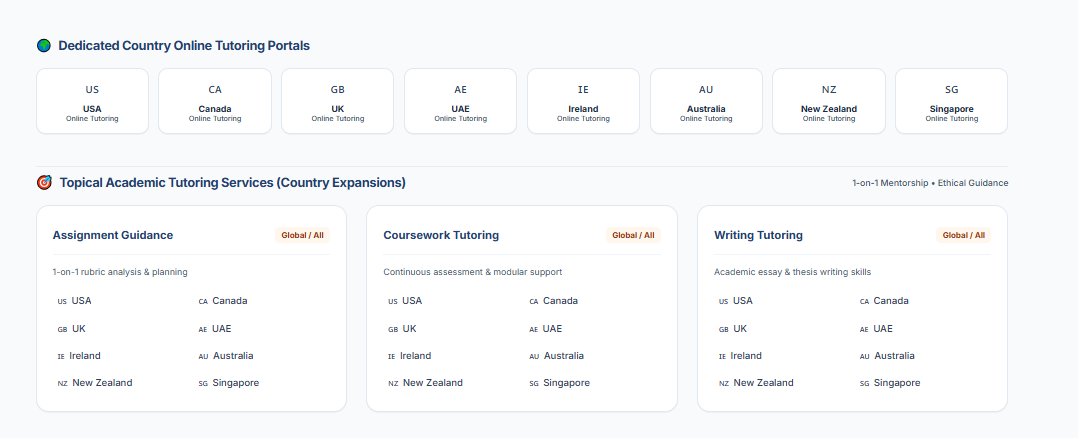 Dedicated Country Online Tutoring Portals
US CA GB AE IE AU NZ SG
USA Canada UK UAE Ireland Australia New Zealand Singapore
Online Tutoring Online Tutoring Online Tutoring Online Tutoring Online Tutoring Online Tutoring Online Tutoring Online Tutoring
Topical Academic Tutoring Services (Country Expansions) 1-on-1 Mentorship • Ethical Guidance
Assignment Guidance Global / All
1-on-1 rubric analysis & planning
US USA CA Canada
GB UK AE UAE
IE Ireland AU Australia
NZ New Zealand SG Singapore
Coursework Tutoring Global / All
Continuous assessment & modular support
US USA CA Canada
GB UK AE UAE
IE Ireland AU Australia
NZ New Zealand SG Singapore
Writing Tutoring Global / All
Academic essay & thesis writing skills
US USA CA Canada
GB UK AE UAE
IE Ireland AU Australia
NZ New Zealand SG Singapore